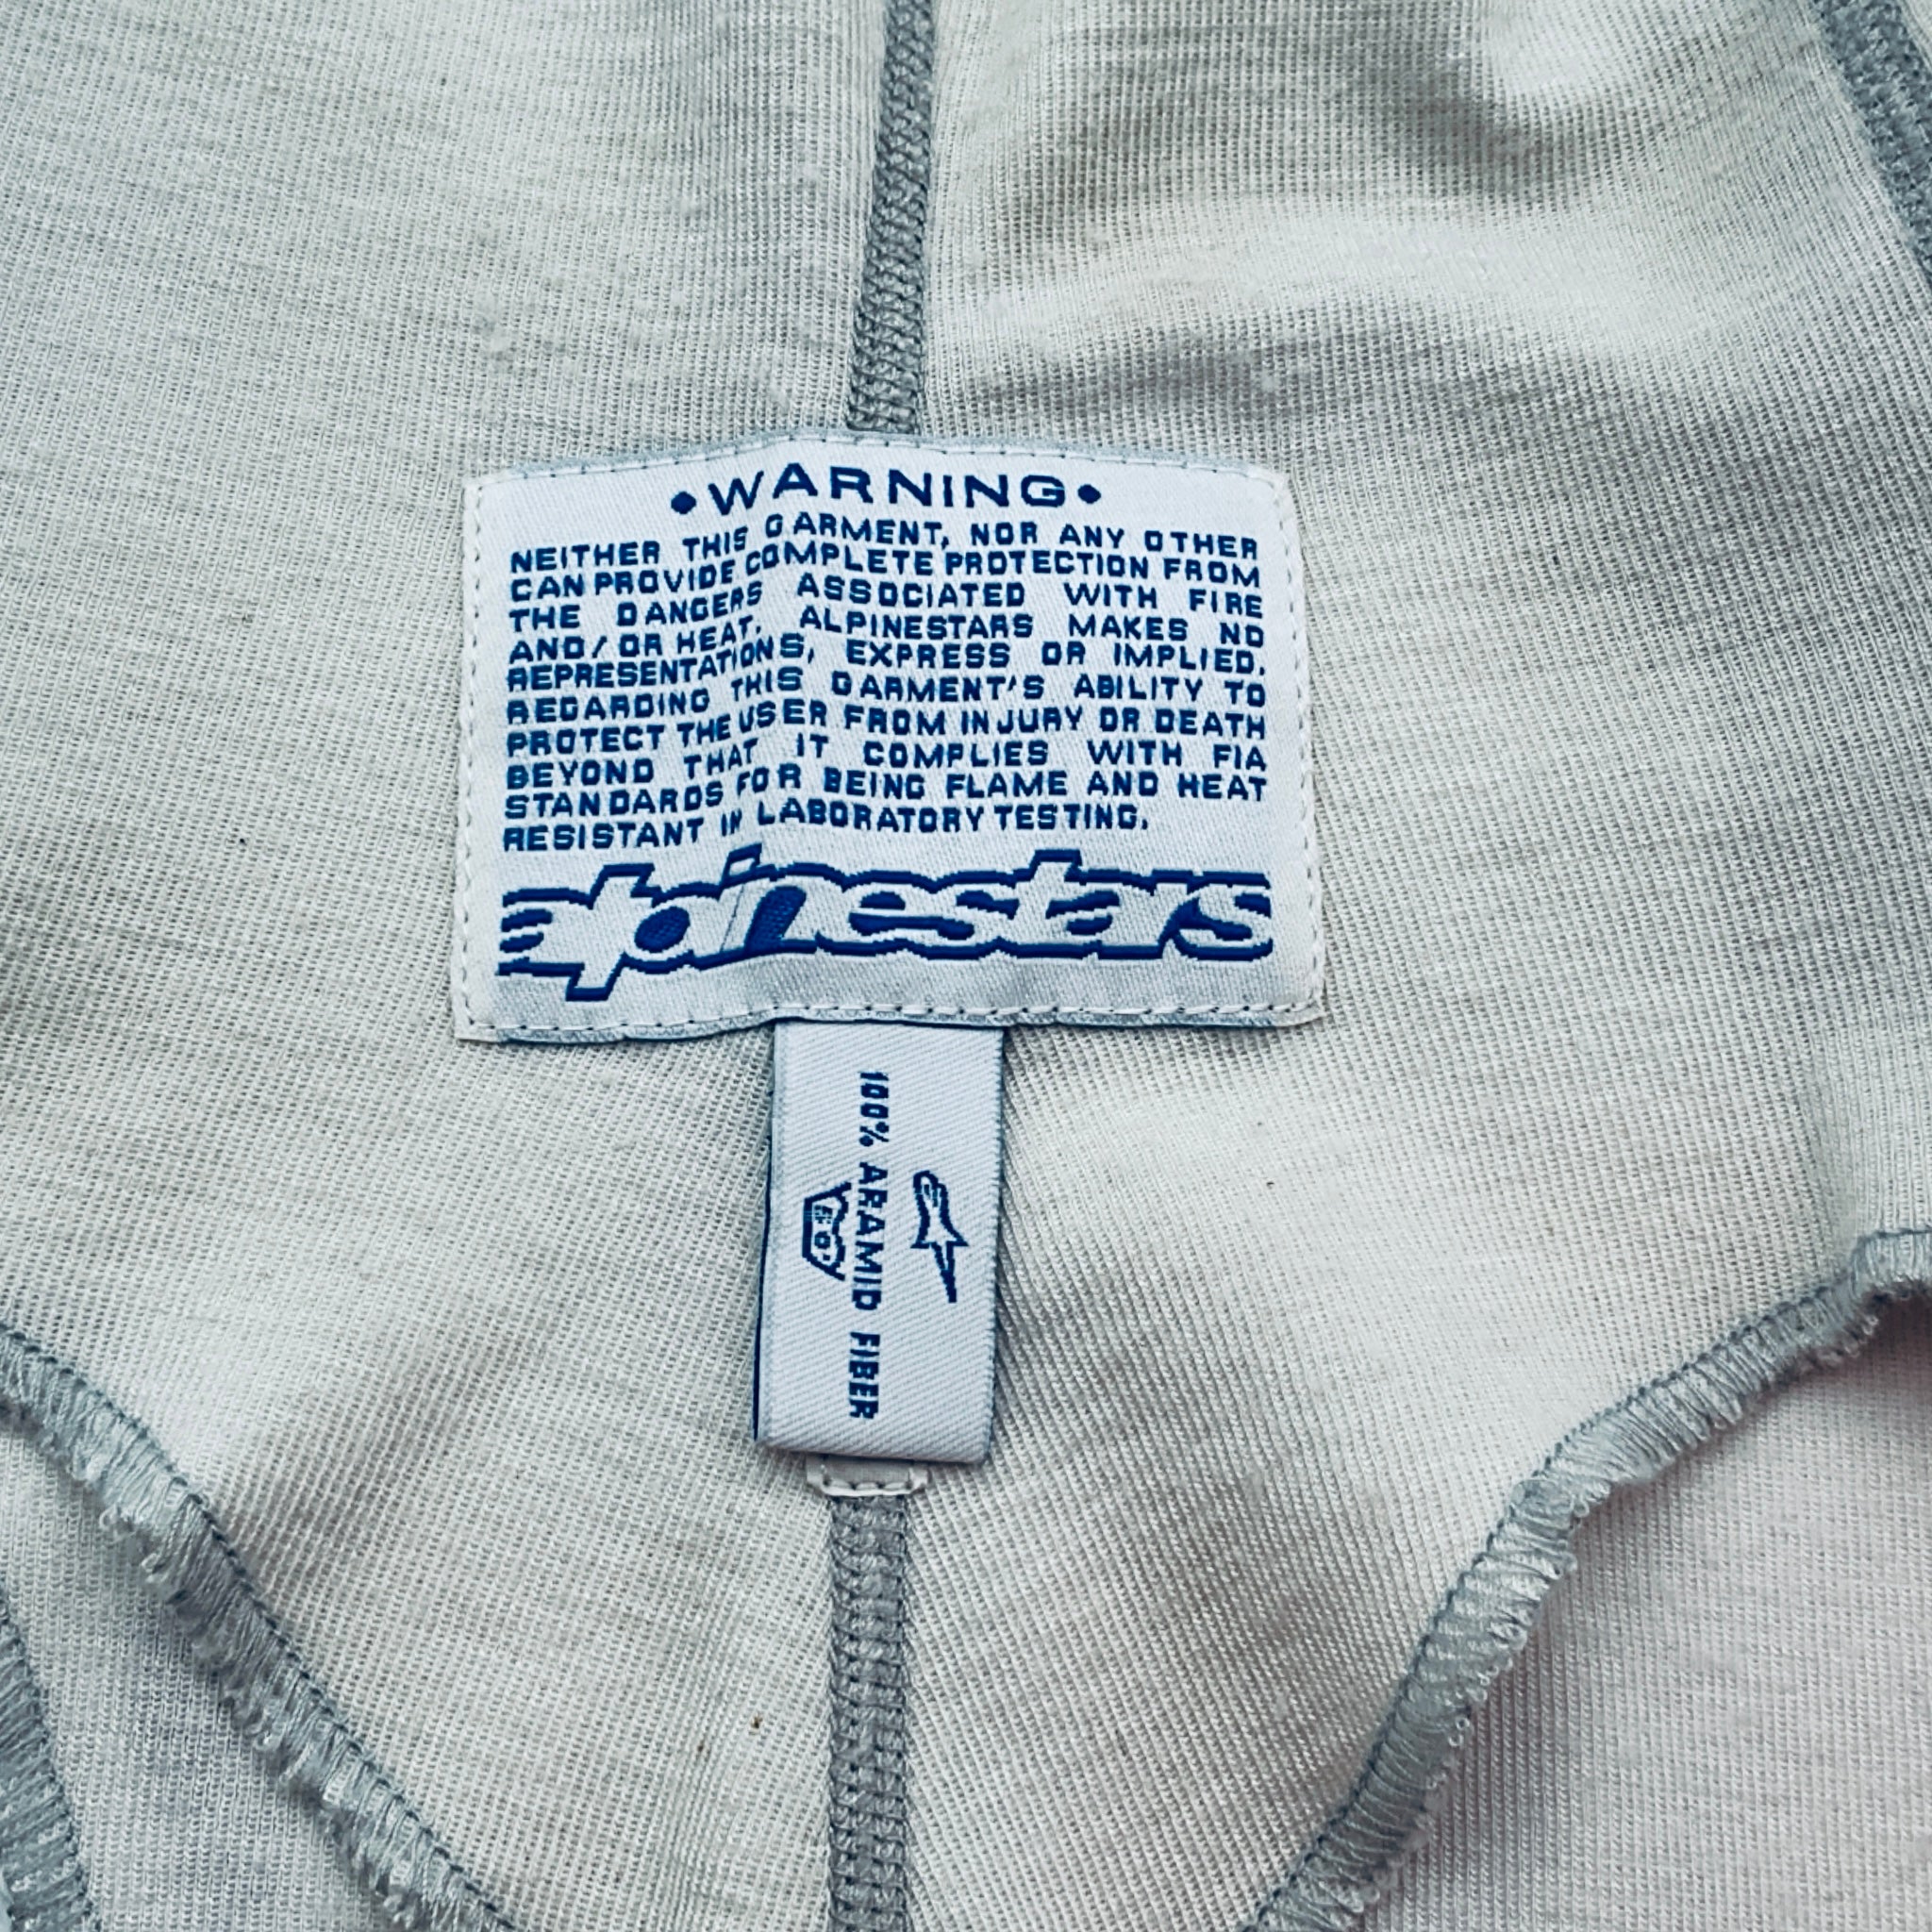 •WARNING•
NEITHER THIS GARMENT, NOR ANY OTHER
CAN PROVIDE COMPLETE PROTECTION FROM
THE DANGERS ASSOCIATED WITH FIRE
AND/OR HEAT. ALPINESTARS MAKES NO
REPRESENTATIONS, EXPRESS OR IMPLIED,
REGARDING THIS GARMENT'S ABILITY TO
PROTECT THE USER FROM INJURY OR DEATH
BEYOND THAT IT COMPLIES WITH FIA
STANDARDS FOR BEING FLAME AND HEAT
RESISTANT IN LABORATORY TESTING.
alpinestars
100% ARAMID FIBER